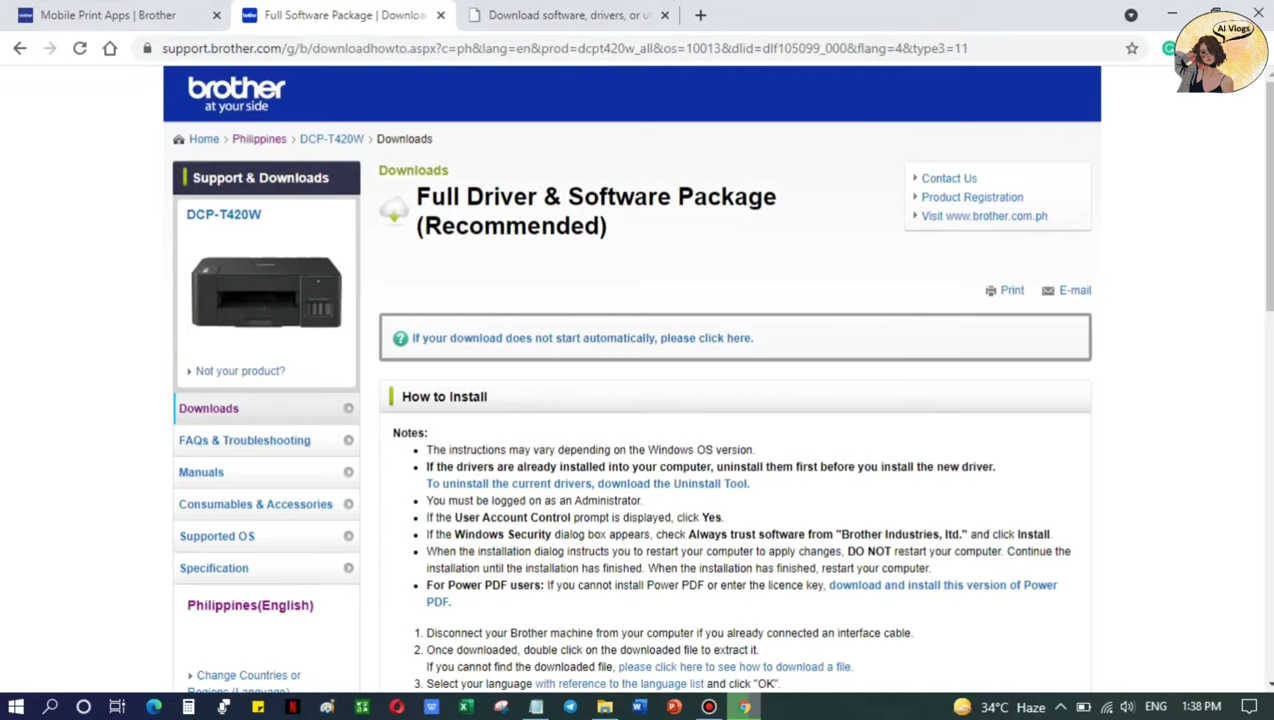 Mobile Print Apps | Brother
Full Software Package | Downloa
Download software, drivers, or ut
AI Vlogs
support.brother.com/g/b/downloadhowto.aspx?c=ph&lang=en&prod=dcpt420w_all&os=10013&dlid=dlf105099_000&flang=4&type3=11
brother
at your side
Home > Philippines > DCP-T420W > Downloads
Support & Downloads
DCP-T420W
Not your product?
Downloads
FAQs & Troubleshooting
Manuals
Consumables & Accessories
Supported OS
Specification
Philippines(English)
Change Countries or
Regions (Language)
Downloads
Full Driver & Software Package
(Recommended)
Contact Us
Product Registration
Visit www.brother.com.ph
Print
E-mail
If your download does not start automatically, please click here.
How to Install
Notes:
The instructions may vary depending on the Windows OS version.
If the drivers are already installed into your computer, uninstall them first before you install the new driver.
To uninstall the current drivers, download the Uninstall Tool.
You must be logged on as an Administrator.
If the User Account Control prompt is displayed, click Yes.
If the Windows Security dialog box appears, check Always trust software from "Brother Industries, ltd." and click Install.
When the installation dialog instructs you to restart your computer to apply changes, DO NOT restart your computer. Continue the
installation until the installation has finished. When the installation has finished, restart your computer.
For Power PDF users: If you cannot install Power PDF or enter the licence key, download and install this version of Power
PDF.
1. Disconnect your Brother machine from your computer if you already connected an interface cable.
2. Once downloaded, double click on the downloaded file to extract it.
If you cannot find the downloaded file, please click here to see how to download a file.
3. Select your language with reference to the language list and click "OK".
34°C Haze
ENG
1:38 PM